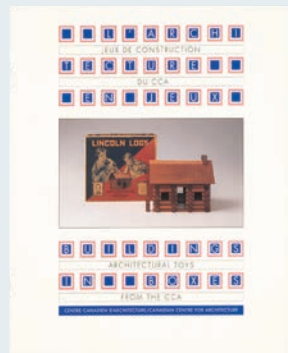 L'ARCHI
JEUX DE CONSTRUCTION
TECTURE
DU CCA
EN JEUX
LINCOLN LOGS
BUILDINGS
ARCHITECTURAL TOYS
IN BOXES
FROM THE CCA
CENTRE CANADIEN D'ARCHITECTURE/CANADIAN CENTRE FOR ARCHITECTURE